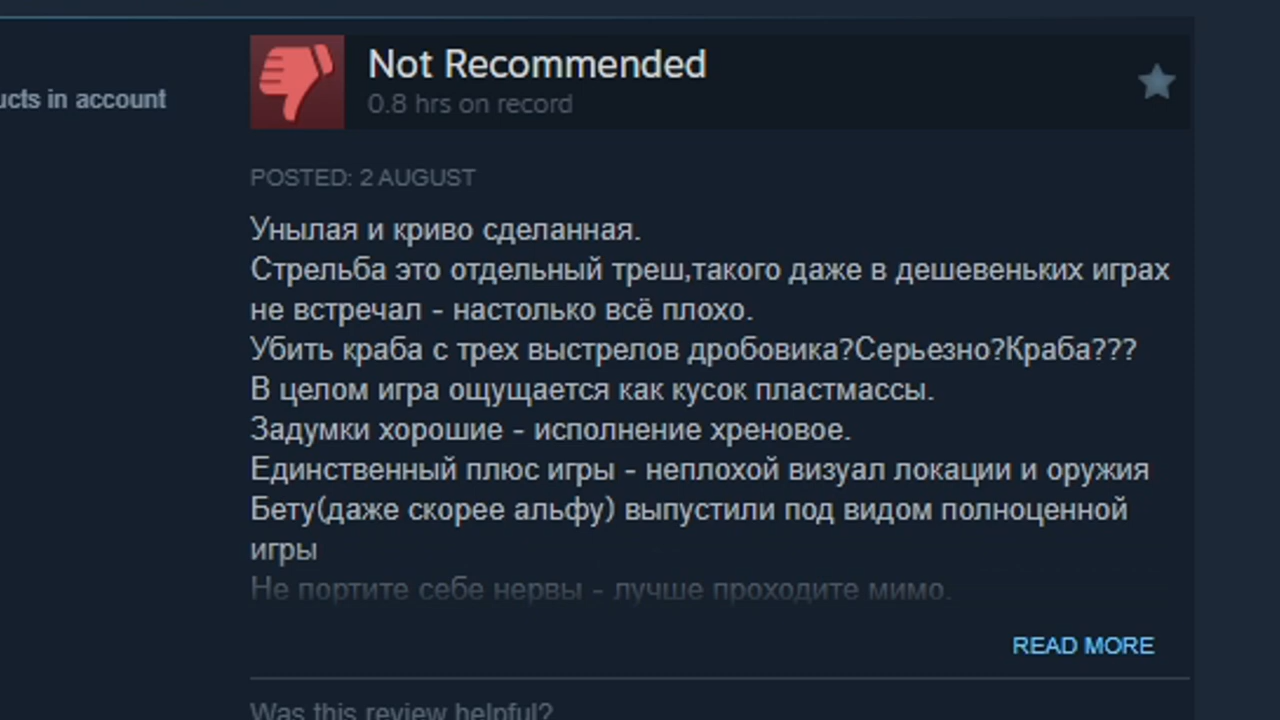 Not Recommended
0.8 hrs on record
ucts in account
POSTED: 2 AUGUST
Унылая и криво сделанная.
Стрельба это отдельный треш,такого даже в дешевеньких играх
не встречал - настолько всё плохо.
Убить краба с трех выстрелов дробовика?Серьезно?Краба???
В целом игра ощущается как кусок пластмассы.
Задумки хорошие - исполнение хреновое.
Единственный плюс игры - неплохой визуал локации и оружия
Бету(даже скорее альфу) выпустили под видом полноценной
игры
Не портите себе нервы - лучше проходите мимо.
READ MORE
Was this review helpful?